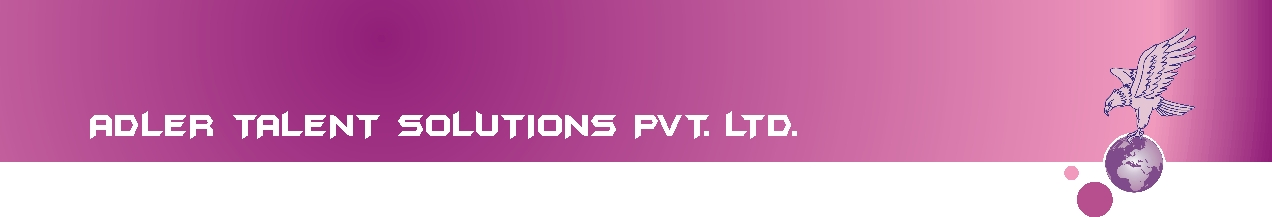 ADLER TALENT SOLUTIONS PVT. LTD.